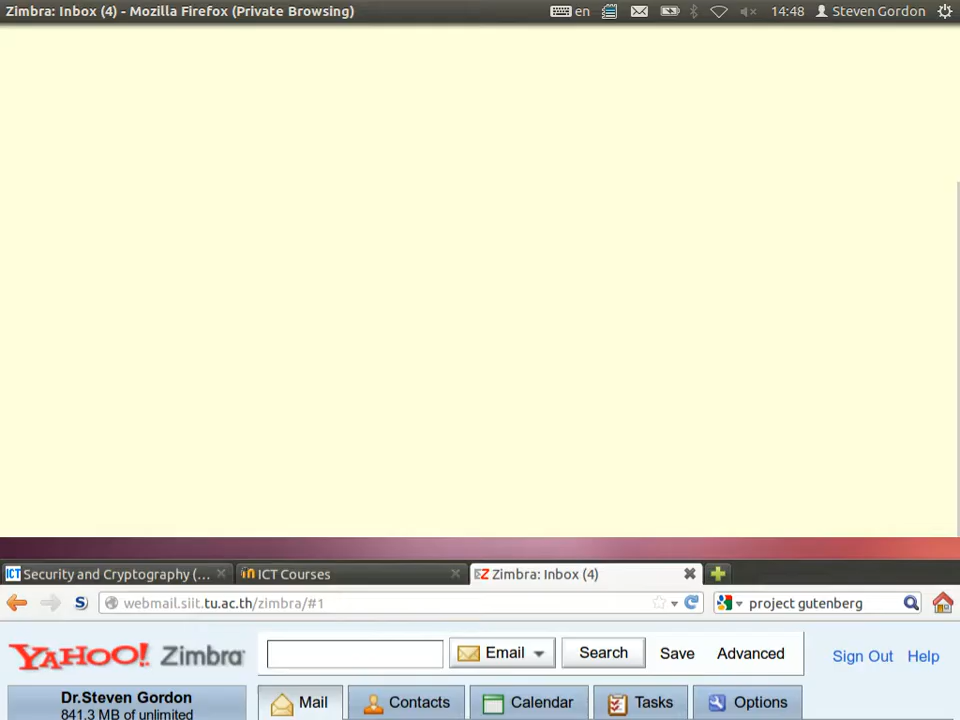 Zimbra: Inbox (4) - Mozilla Firefox (Private Browsing) en 14:48 Steven Gordon
ICT Security and Cryptography (... ICT Courses Zimbra: Inbox (4)
webmail.siit.tu.ac.th/zimbra/#1 project gutenberg
YAHOO! Zimbra Email Search Save Advanced Sign Out Help
Dr.Steven Gordon Mail Contacts Calendar Tasks Options
841.3 MB of unlimited